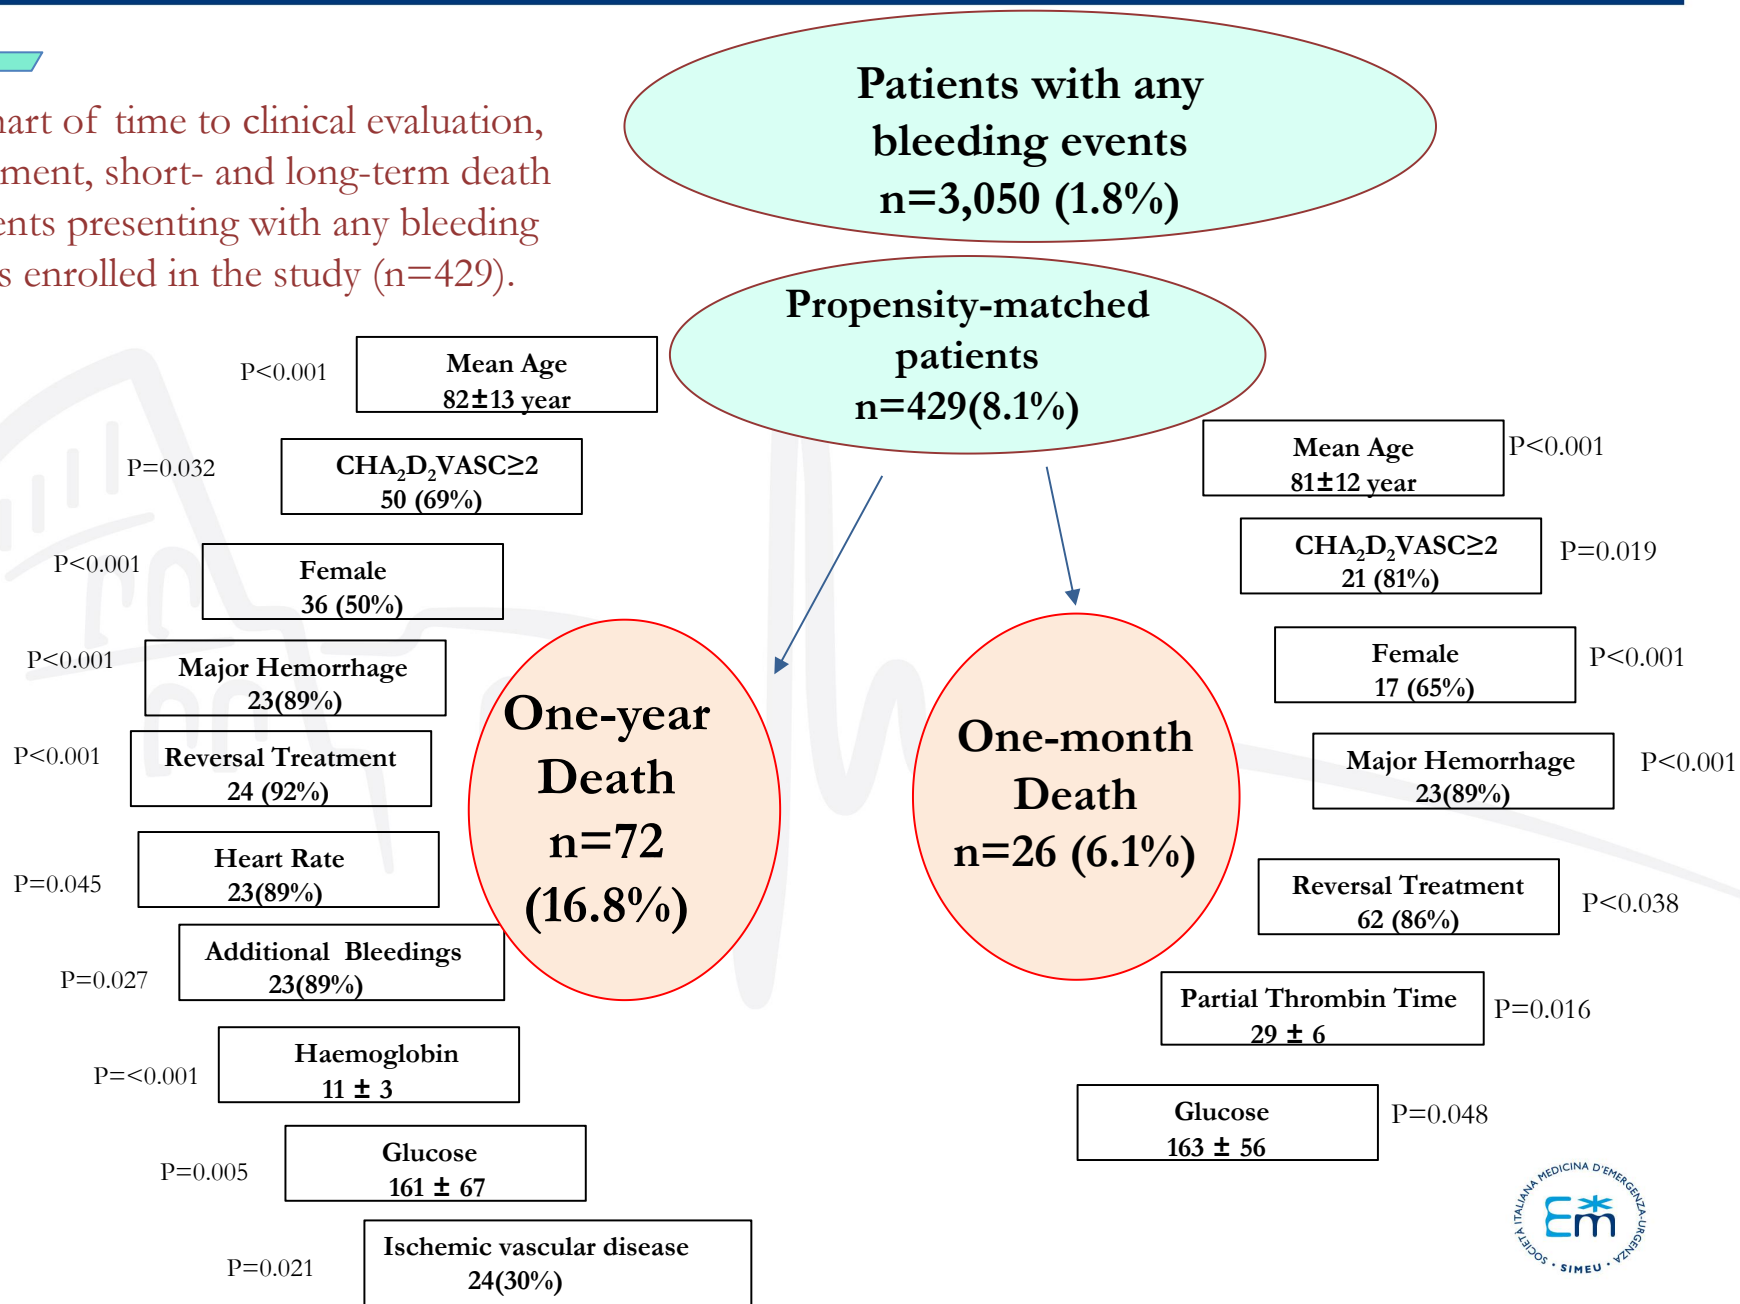 Patients with any
bleeding events
n=3,050 (1.8%)
hart of time to clinical evaluation,
ment, short- and long-term death
ents presenting with any bleeding
s enrolled in the study (n=429).
Propensity-matched
patients
n=429(8.1%)
P<0.001
Mean Age
82±13 year
P=0.032
CHA₂D₂VASC≥2
50 (69%)
P<0.001
Female
36 (50%)
P<0.001
Major Hemorrhage
23(89%)
P<0.001
Reversal Treatment
24 (92%)
P=0.045
Heart Rate
23(89%)
P=0.027
Additional Bleedings
23(89%)
P=<0.001
Haemoglobin
11 ± 3
P=0.005
Glucose
161 ± 67
P=0.021
Ischemic vascular disease
24(30%)
One-year
Death
n=72
(16.8%)
One-month
Death
n=26 (6.1%)
Mean Age
81±12 year
P<0.001
CHA₂D₂VASC≥2
21 (81%)
P=0.019
Female
17 (65%)
P<0.001
Major Hemorrhage
23(89%)
P<0.001
Reversal Treatment
62 (86%)
P<0.038
Partial Thrombin Time
29 ± 6
P=0.016
Glucose
163 ± 56
P=0.048
SOCIETÀ ITALIANA MEDICINA D'EMERGENZA-URGENZA
Em
• SIMEU •